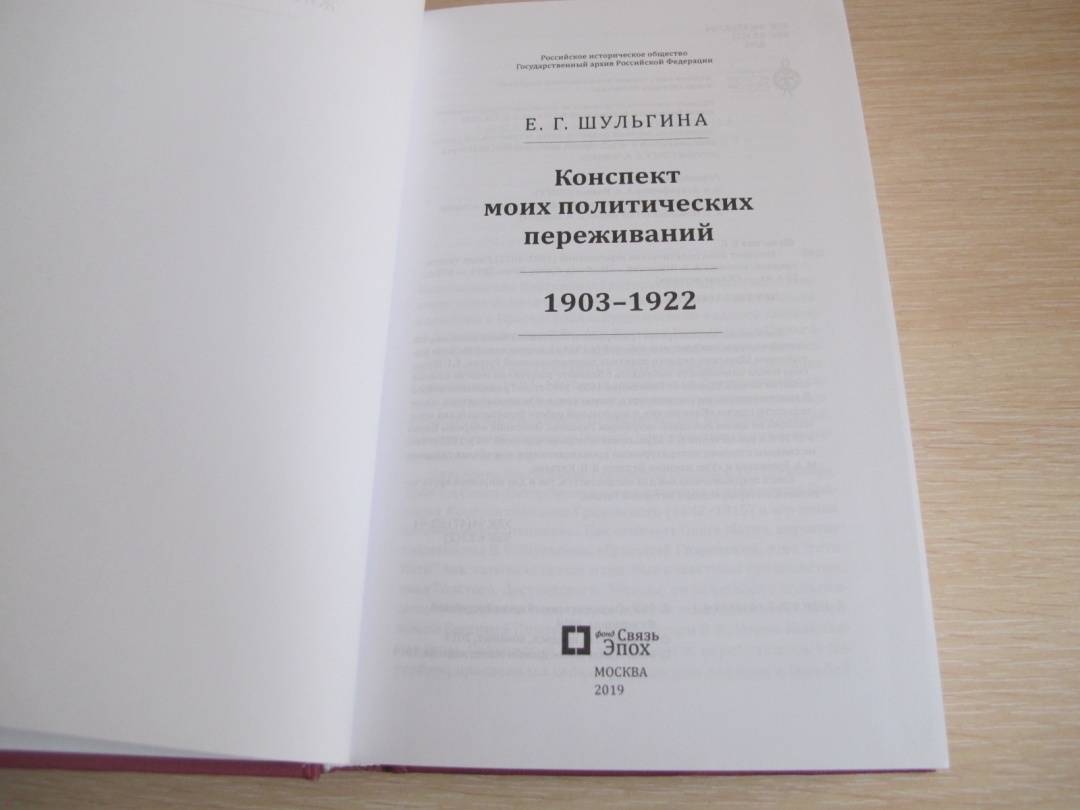 Российское историческое общество
Государственный архив Российской Федерации
Е. Г. ШУЛЬГИНА
Конспект
моих политических
переживаний
1903–1922
фонд Связь
Эпох
МОСКВА
2019